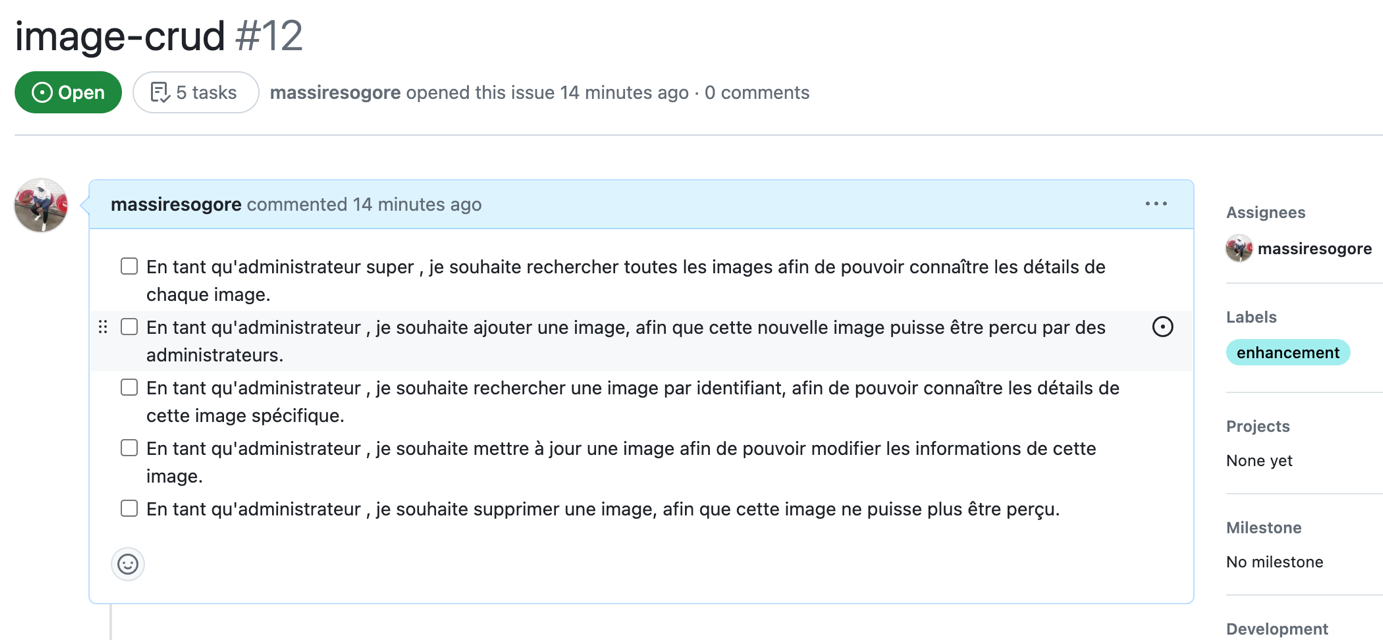 image-crud #12
Open
5 tasks
massiresogore opened this issue 14 minutes ago · 0 comments
massiresogore commented 14 minutes ago
En tant qu'administrateur super , je souhaite rechercher toutes les images afin de pouvoir connaître les détails de
chaque image.
En tant qu'administrateur , je souhaite ajouter une image, afin que cette nouvelle image puisse être percu par des
administrateurs.
En tant qu'administrateur , je souhaite rechercher une image par identifiant, afin de pouvoir connaître les détails de
cette image spécifique.
En tant qu'administrateur , je souhaite mettre à jour une image afin de pouvoir modifier les informations de cette
image.
En tant qu'administrateur , je souhaite supprimer une image, afin que cette image ne puisse plus être perçu.
Assignees
massiresogore
Labels
enhancement
Projects
None yet
Milestone
No milestone
Development